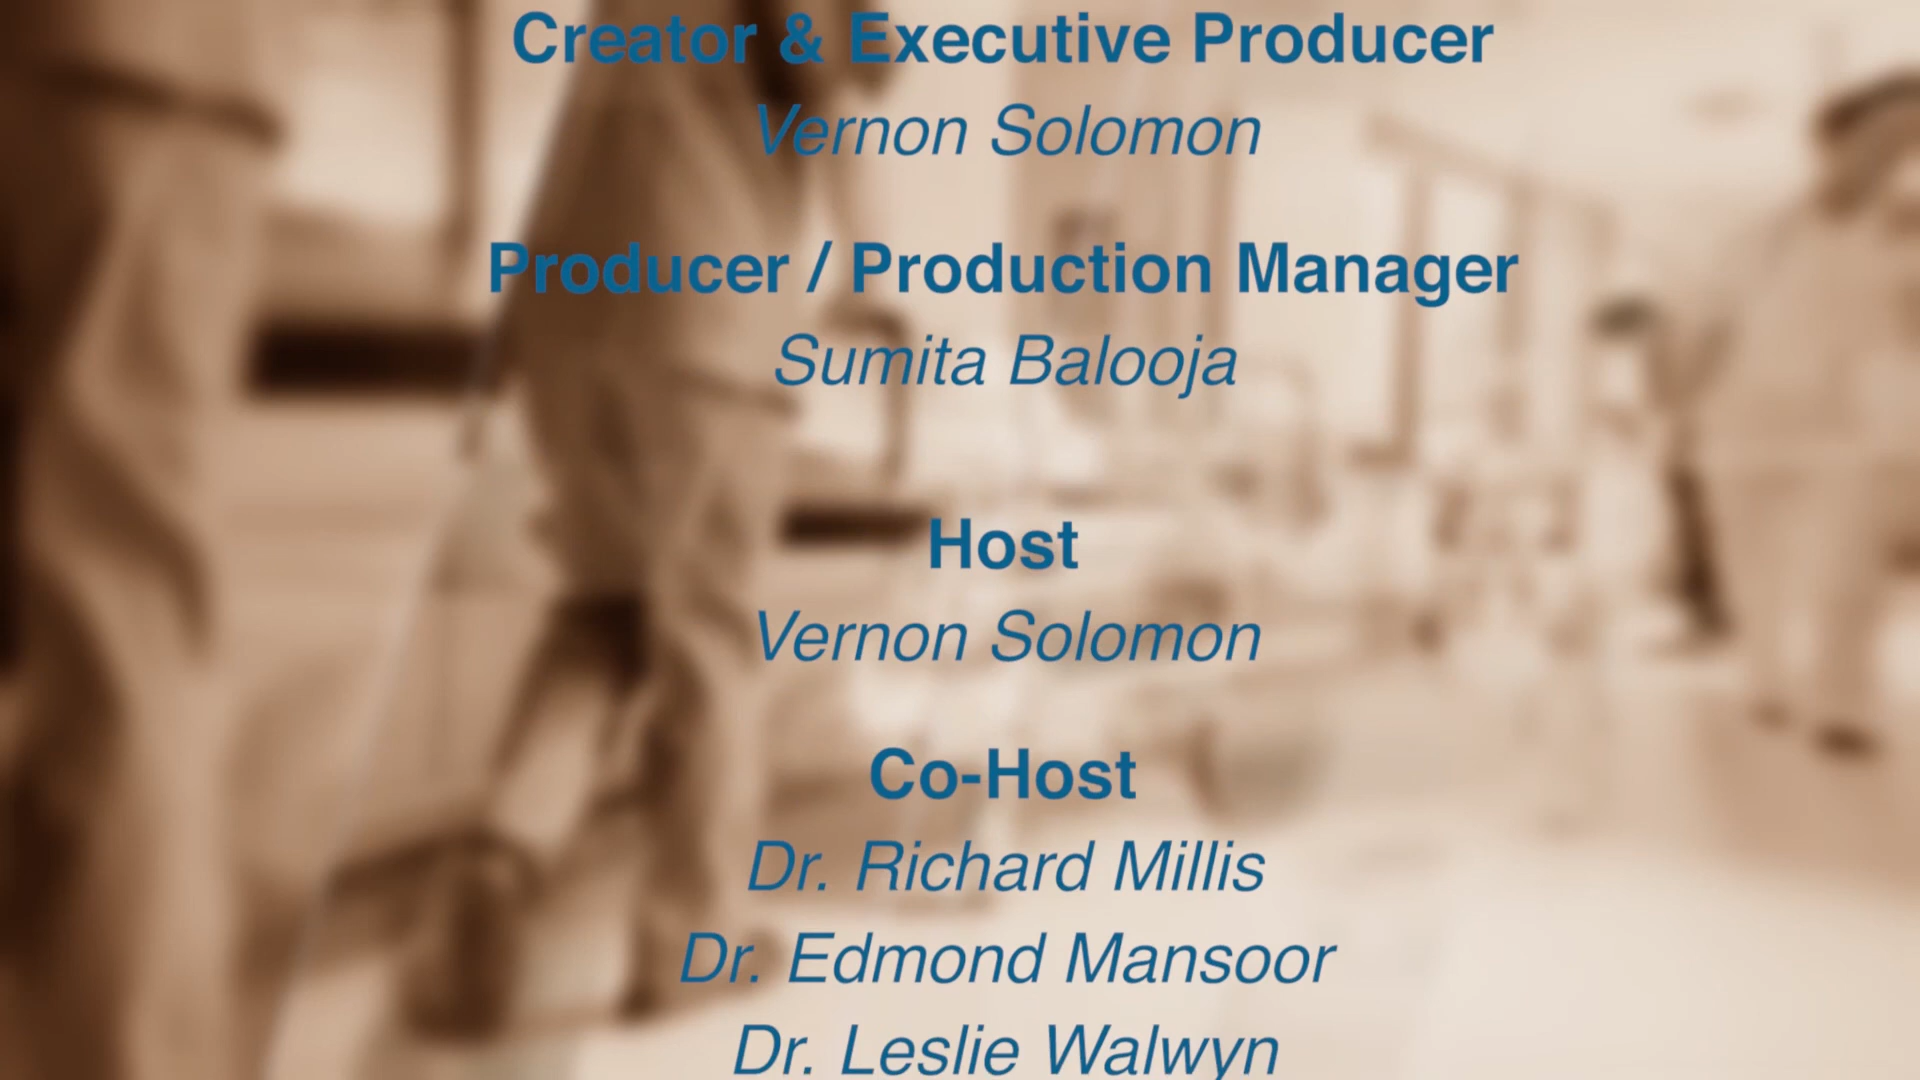 Creator & Executive Producer
Vernon Solomon
Producer / Production Manager
Sumita Balooja
Host
Vernon Solomon
Co-Host
Dr. Richard Millis
Dr. Edmond Mansoor
Dr. Leslie Walwyn